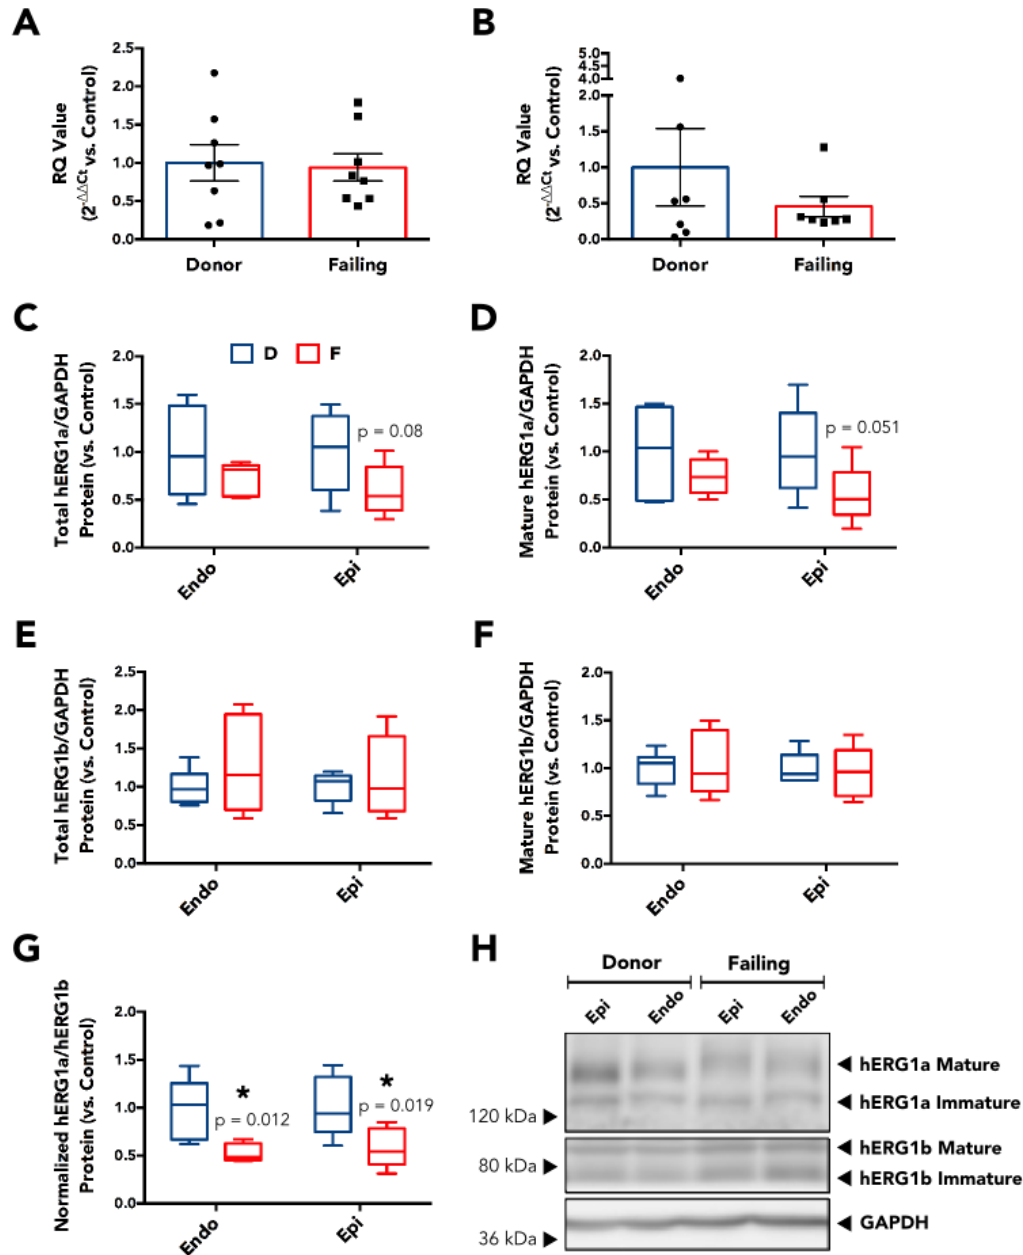 A
RQ Value
(2-ΔΔCt vs. Control)
2.5
2.0
1.5
1.0
0.5
0.0
Donor
Failing
B
RQ Value
(2-ΔΔCt vs. Control)
5.0
4.5
4.0
2.0
1.5
1.0
0.5
0.0
Donor
Failing
C
Total hERG1a/GAPDH
Protein (vs. Control)
2.0
1.5
1.0
0.5
0.0
D F
p = 0.08
Endo
Epi
D
Mature hERG1a/GAPDH
Protein (vs. Control)
2.0
1.5
1.0
0.5
0.0
p = 0.051
Endo
Epi
E
Total hERG1b/GAPDH
Protein (vs. Control)
2.5
2.0
1.5
1.0
0.5
0.0
Endo
Epi
F
Mature hERG1b/GAPDH
Protein (vs. Control)
2.0
1.5
1.0
0.5
0.0
Endo
Epi
G
Normalized hERG1a/hERG1b
Protein (vs. Control)
2.0
1.5
1.0
0.5
0.0
*
p = 0.012
*
p = 0.019
Endo
Epi
H
Donor Failing
Epi Endo Epi Endo
◄ hERG1a Mature
◄ hERG1a Immature
120 kDa ►
◄ hERG1b Mature
80 kDa ►
◄ hERG1b Immature
◄ GAPDH
36 kDa ►